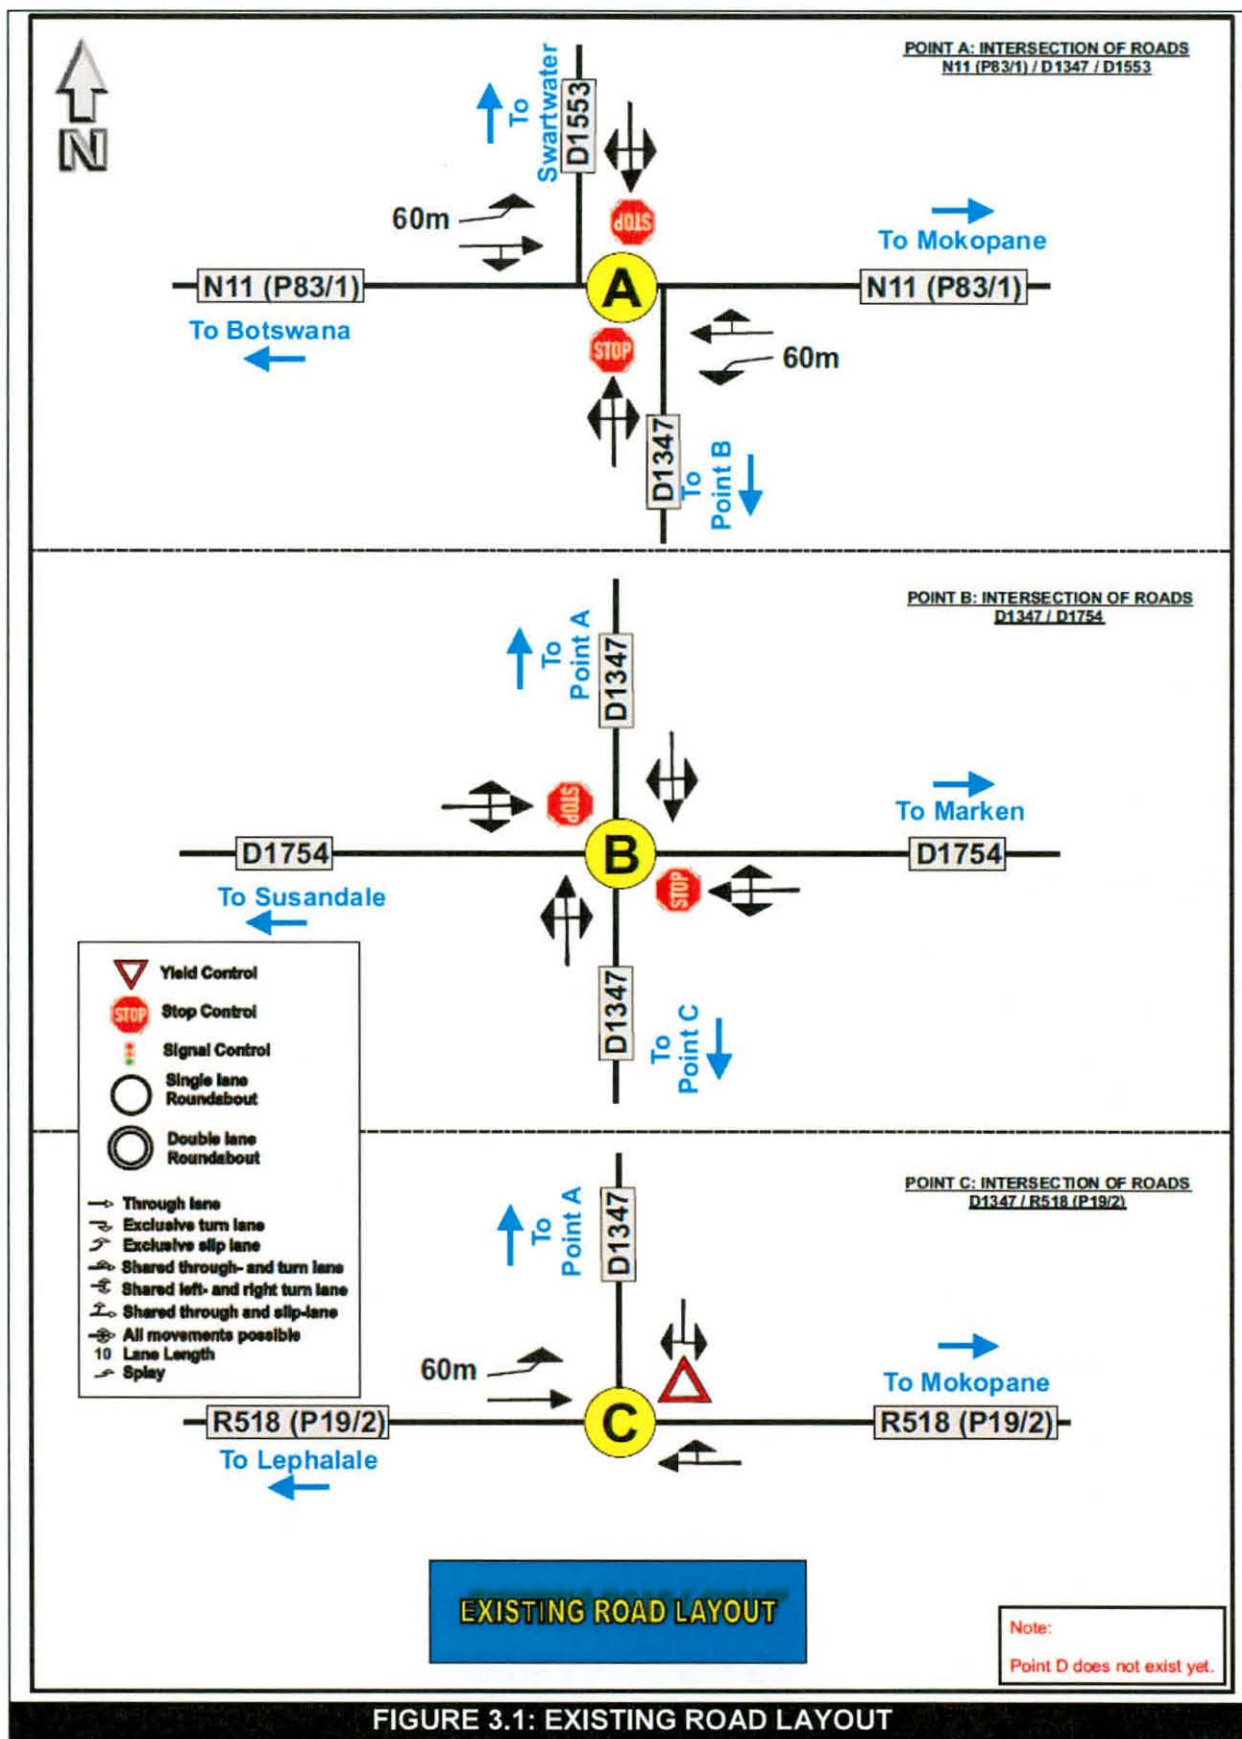 N
POINT A: INTERSECTION OF ROADS
N11 (P83/1) / D1347 / D1553
To
Swartwater
D1553
STOP
60m
To Mokopane
N11 (P83/1)
A
N11 (P83/1)
To Botswana
STOP
60m
D1347
To
Point B
POINT B: INTERSECTION OF ROADS
D1347 / D1754
To
Point A
D1347
STOP
To Marken
D1754
B
D1754
To Susandale
STOP
D1347
To
Point C
Yield Control
STOP
Stop Control
Signal Control
Single lane
Roundabout
Double lane
Roundabout
Through lane
Exclusive turn lane
Exclusive slip lane
Shared through- and turn lane
Shared left- and right turn lane
Shared through and slip-lane
All movements possible
10 Lane Length
Splay
POINT C: INTERSECTION OF ROADS
D1347 / R518 (P19/2)
To
Point A
D1347
60m
To Mokopane
R518 (P19/2)
C
R518 (P19/2)
To Lephalale
EXISTING ROAD LAYOUT
Note:
Point D does not exist yet.
FIGURE 3.1: EXISTING ROAD LAYOUT